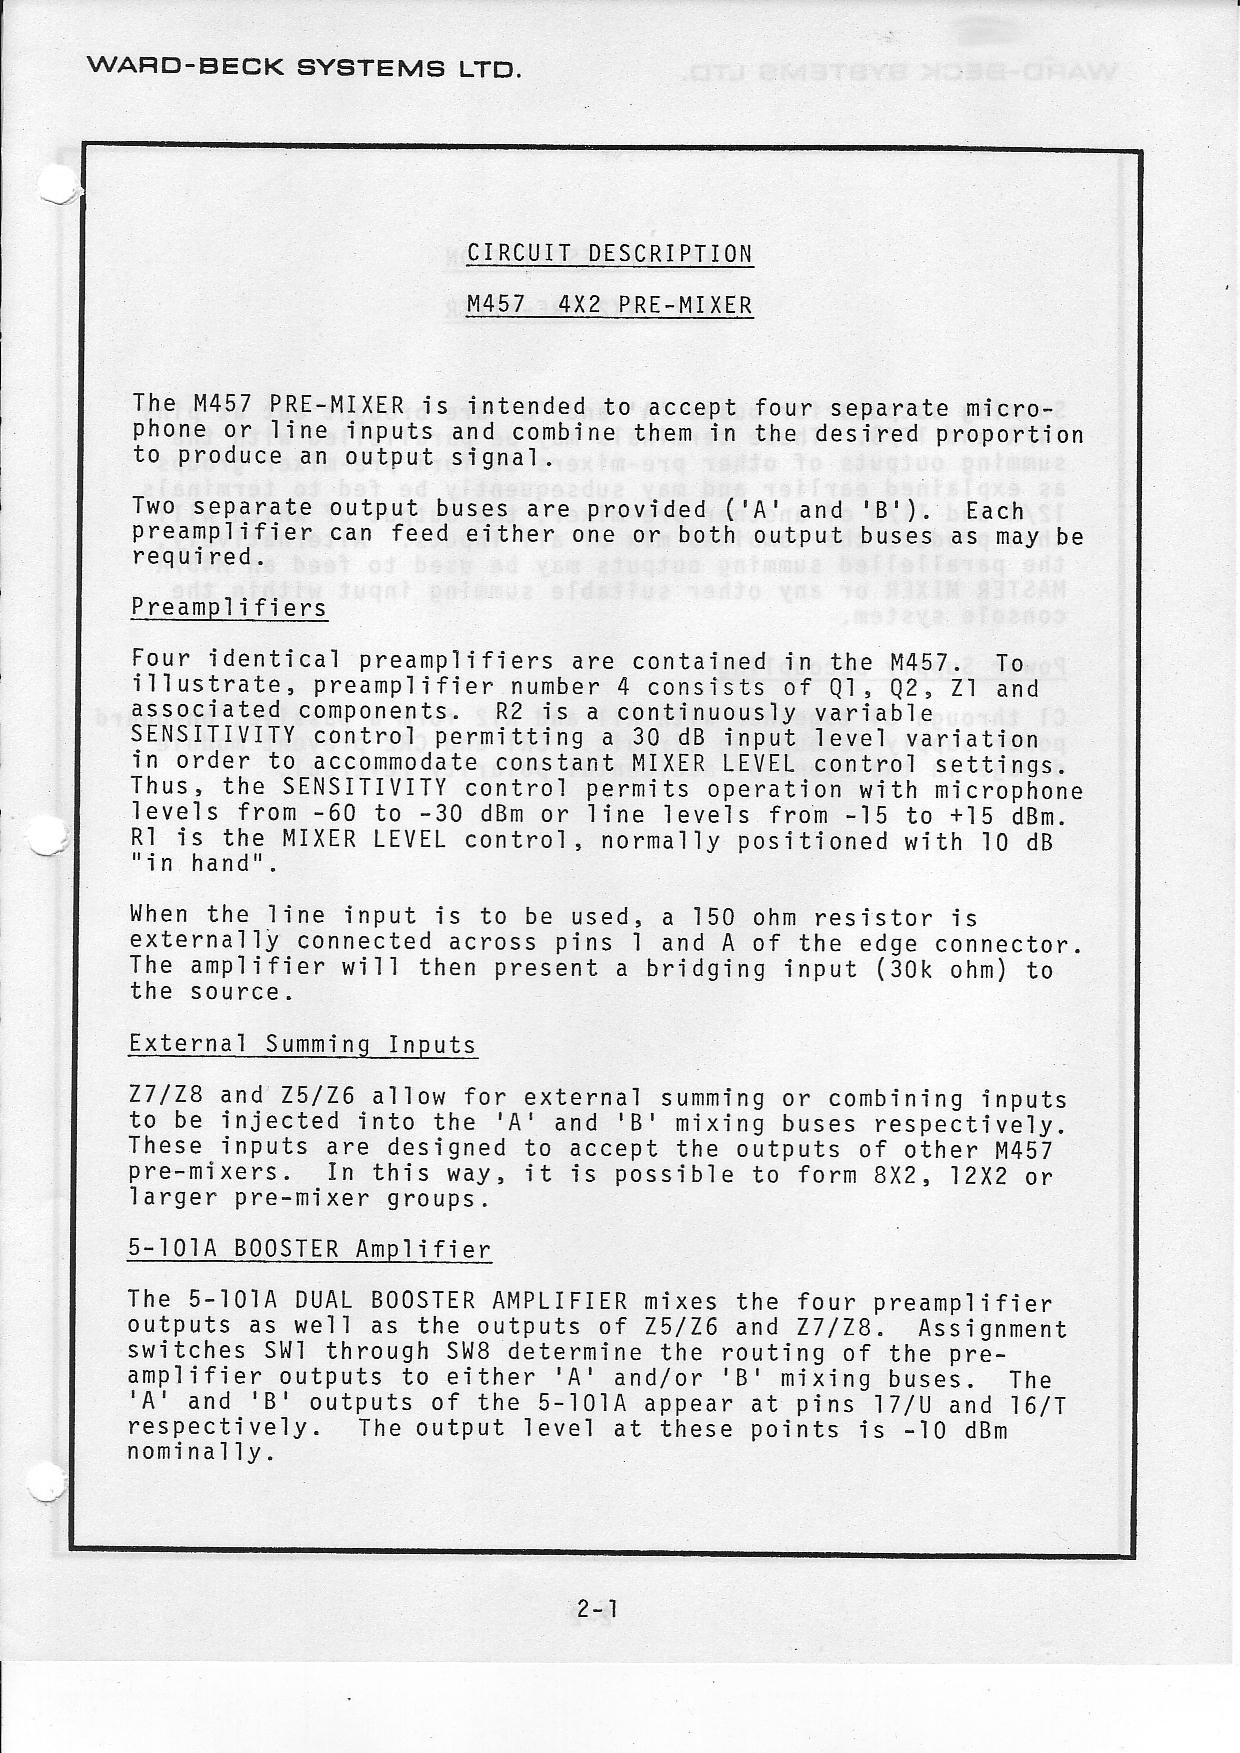 WARD-BECK SYSTEMS LTD.
CIRCUIT DESCRIPTION
M457 4X2 PRE-MIXER
The M457 PRE-MIXER is intended to accept four separate micro-
phone or line inputs and combine them in the desired proportion
to produce an output signal.
Two separate output buses are provided ('A' and 'B'). Each
preamplifier can feed either one or both output buses as may be
required.
Preamplifiers
Four identical preamplifiers are contained in the M457. To
illustrate, preamplifier number 4 consists of Q1, Q2, Z1 and
associated components. R2 is a continuously variable
SENSITIVITY control permitting a 30 dB input level variation
in order to accommodate constant MIXER LEVEL control settings.
Thus, the SENSITIVITY control permits operation with microphone
levels from -60 to -30 dBm or line levels from -15 to +15 dBm.
R1 is the MIXER LEVEL control, normally positioned with 10 dB
"in hand".
When the line input is to be used, a 150 ohm resistor is
externally connected across pins 1 and A of the edge connector.
The amplifier will then present a bridging input (30k ohm) to
the source.
External Summing Inputs
Z7/Z8 and Z5/Z6 allow for external summing or combining inputs
to be injected into the 'A' and 'B' mixing buses respectively.
These inputs are designed to accept the outputs of other M457
pre-mixers. In this way, it is possible to form 8X2, 12X2 or
larger pre-mixer groups.
5-101A BOOSTER Amplifier
The 5-101A DUAL BOOSTER AMPLIFIER mixes the four preamplifier
outputs as well as the outputs of Z5/Z6 and Z7/Z8. Assignment
switches SW1 through SW8 determine the routing of the pre-
amplifier outputs to either 'A' and/or 'B' mixing buses. The
'A' and 'B' outputs of the 5-101A appear at pins 17/U and 16/T
respectively. The output level at these points is -10 dBm
nominally.
2-1